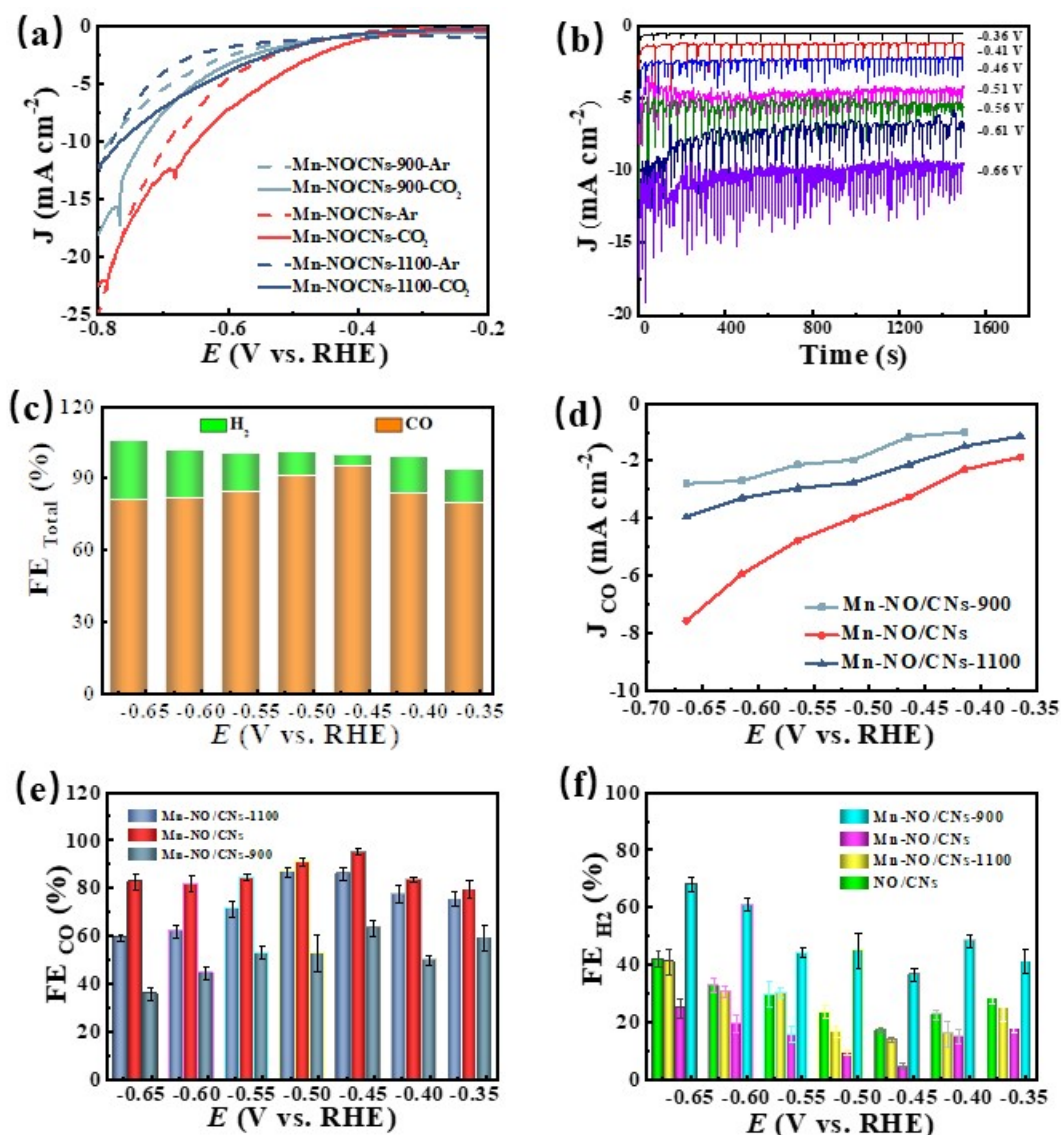 (a)
J (mA cm⁻²)
0
-5
-10
-15
-20
-25
Mn-NO/CNs-900-Ar
Mn-NO/CNs-900-CO₂
Mn-NO/CNs-Ar
Mn-NO/CNs-CO₂
Mn-NO/CNs-1100-Ar
Mn-NO/CNs-1100-CO₂
-0.8 -0.6 -0.4 -0.2
E (V vs. RHE)
(b)
J (mA cm⁻²)
0
-5
-10
-15
-20
-0.36 V
-0.41 V
-0.46 V
-0.51 V
-0.56 V
-0.61 V
-0.66 V
0 400 800 1200 1600
Time (s)
(c)
FE Total (%)
120
90
60
30
0
H₂ CO
-0.65 -0.60 -0.55 -0.50 -0.45 -0.40 -0.35
E (V vs. RHE)
(d)
J CO (mA cm⁻²)
0
-2
-4
-6
-8
-10
Mn-NO/CNs-900
Mn-NO/CNs
Mn-NO/CNs-1100
-0.70 -0.65 -0.60 -0.55 -0.50 -0.45 -0.40 -0.35
E (V vs. RHE)
(e)
FE CO (%)
120
100
80
60
40
20
0
Mn-NO/CNs-1100
Mn-NO/CNs
Mn-NO/CNs-900
-0.65 -0.60 -0.55 -0.50 -0.45 -0.40 -0.35
E (V vs. RHE)
(f)
FE H2 (%)
100
80
60
40
20
0
Mn-NO/CNs-900
Mn-NO/CNs
Mn-NO/CNs-1100
NO/CNs
-0.65 -0.60 -0.55 -0.50 -0.45 -0.40 -0.35
E (V vs. RHE)